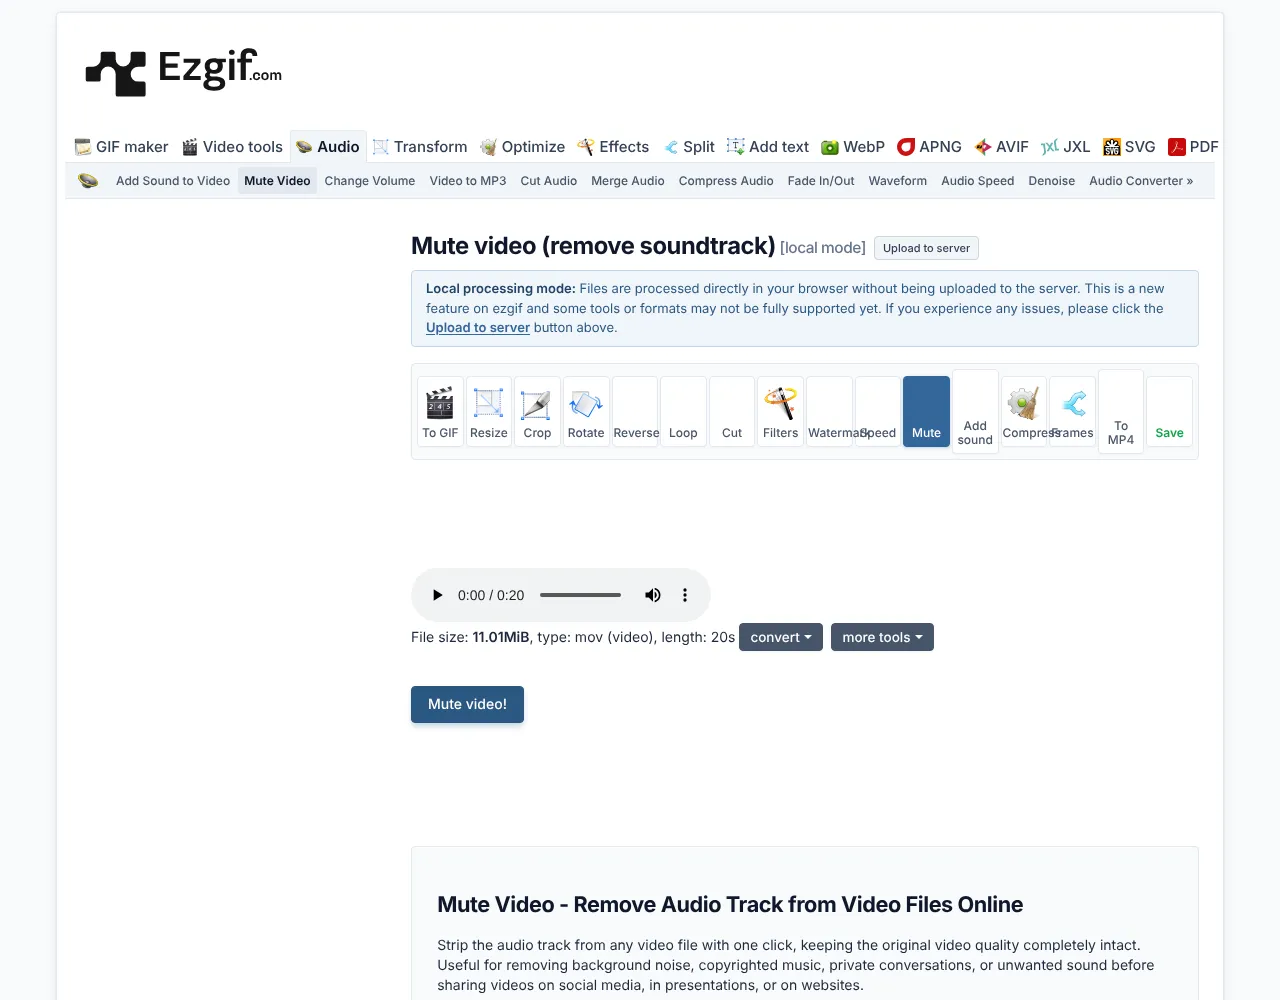 Ezgif.com
GIF maker Video tools Audio Transform Optimize Effects Split Add text WebP APNG AVIF JXL SVG PDF
Add Sound to Video Mute Video Change Volume Video to MP3 Cut Audio Merge Audio Compress Audio Fade In/Out Waveform Audio Speed Denoise Audio Converter »
Mute video (remove soundtrack) [local mode] Upload to server
Local processing mode: Files are processed directly in your browser without being uploaded to the server. This is a new
feature on ezgif and some tools or formats may not be fully supported yet. If you experience any issues, please click the
Upload to server button above.
To GIF Resize Crop Rotate Reverse Loop Cut Filters Watermark Speed Mute Add sound Compress Frames To MP4 Save
0:00 / 0:20
File size: 11.01MiB, type: mov (video), length: 20s convert more tools
Mute video!
Mute Video - Remove Audio Track from Video Files Online
Strip the audio track from any video file with one click, keeping the original video quality completely intact.
Useful for removing background noise, copyrighted music, private conversations, or unwanted sound before
sharing videos on social media, in presentations, or on websites.